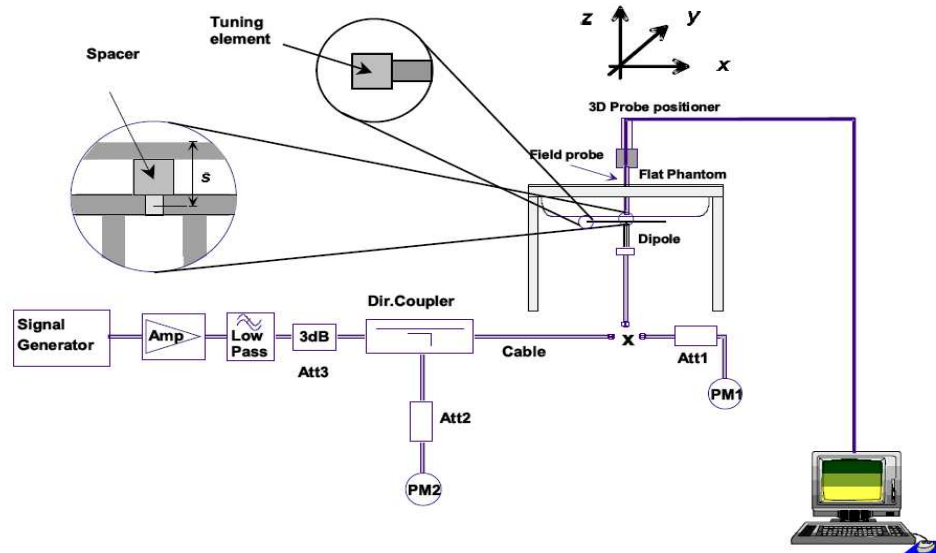 Tuning
element
Spacer
s
z
y
x
3D Probe positioner
Field probe
Flat Phantom
Dipole
Dir.Coupler
Signal
Generator
Amp
Low
Pass
3dB
Att3
Cable
x
Att1
PM1
Att2
PM2